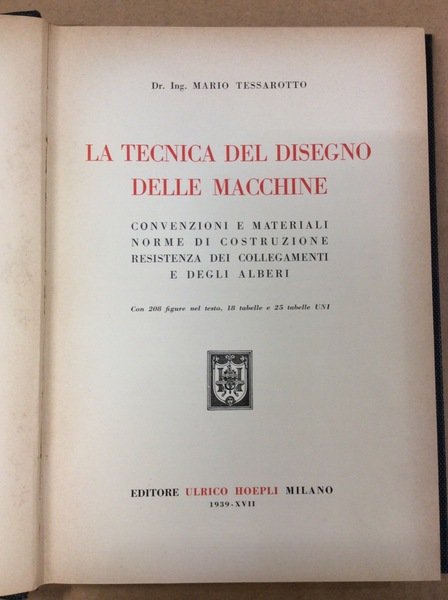 Dr. Ing. MARIO TESSAROTTO
LA TECNICA DEL DISEGNO
DELLE MACCHINE
CONVENZIONI E MATERIALI
NORME DI COSTRUZIONE
RESISTENZA DEI COLLEGAMENTI
E DEGLI ALBERI
Con 208 figure nel testo, 18 tabelle e 25 tabelle UNI
EDITORE ULRICO HOEPLI MILANO
1939-XVII